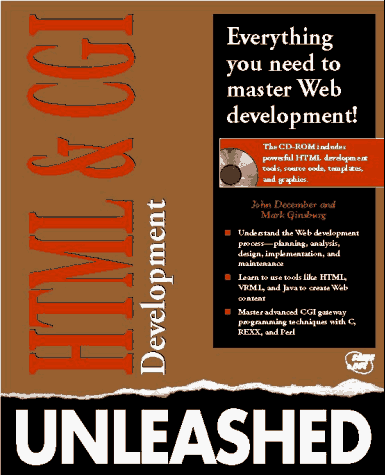 HTML & CGI
Development
Everything
you need to
master Web
development!
The CD-ROM includes
powerful HTML development
tools, source code, templates,
and graphics.
John December and
Mark Ginsburg
Understand the Web development
process—planning, analysis,
design, implementation, and
maintenance
Learn to use tools like HTML,
VRML, and Java to create Web
content
Master advanced CGI gateway
programming techniques with C,
REXX, and Perl
UNLEASHED